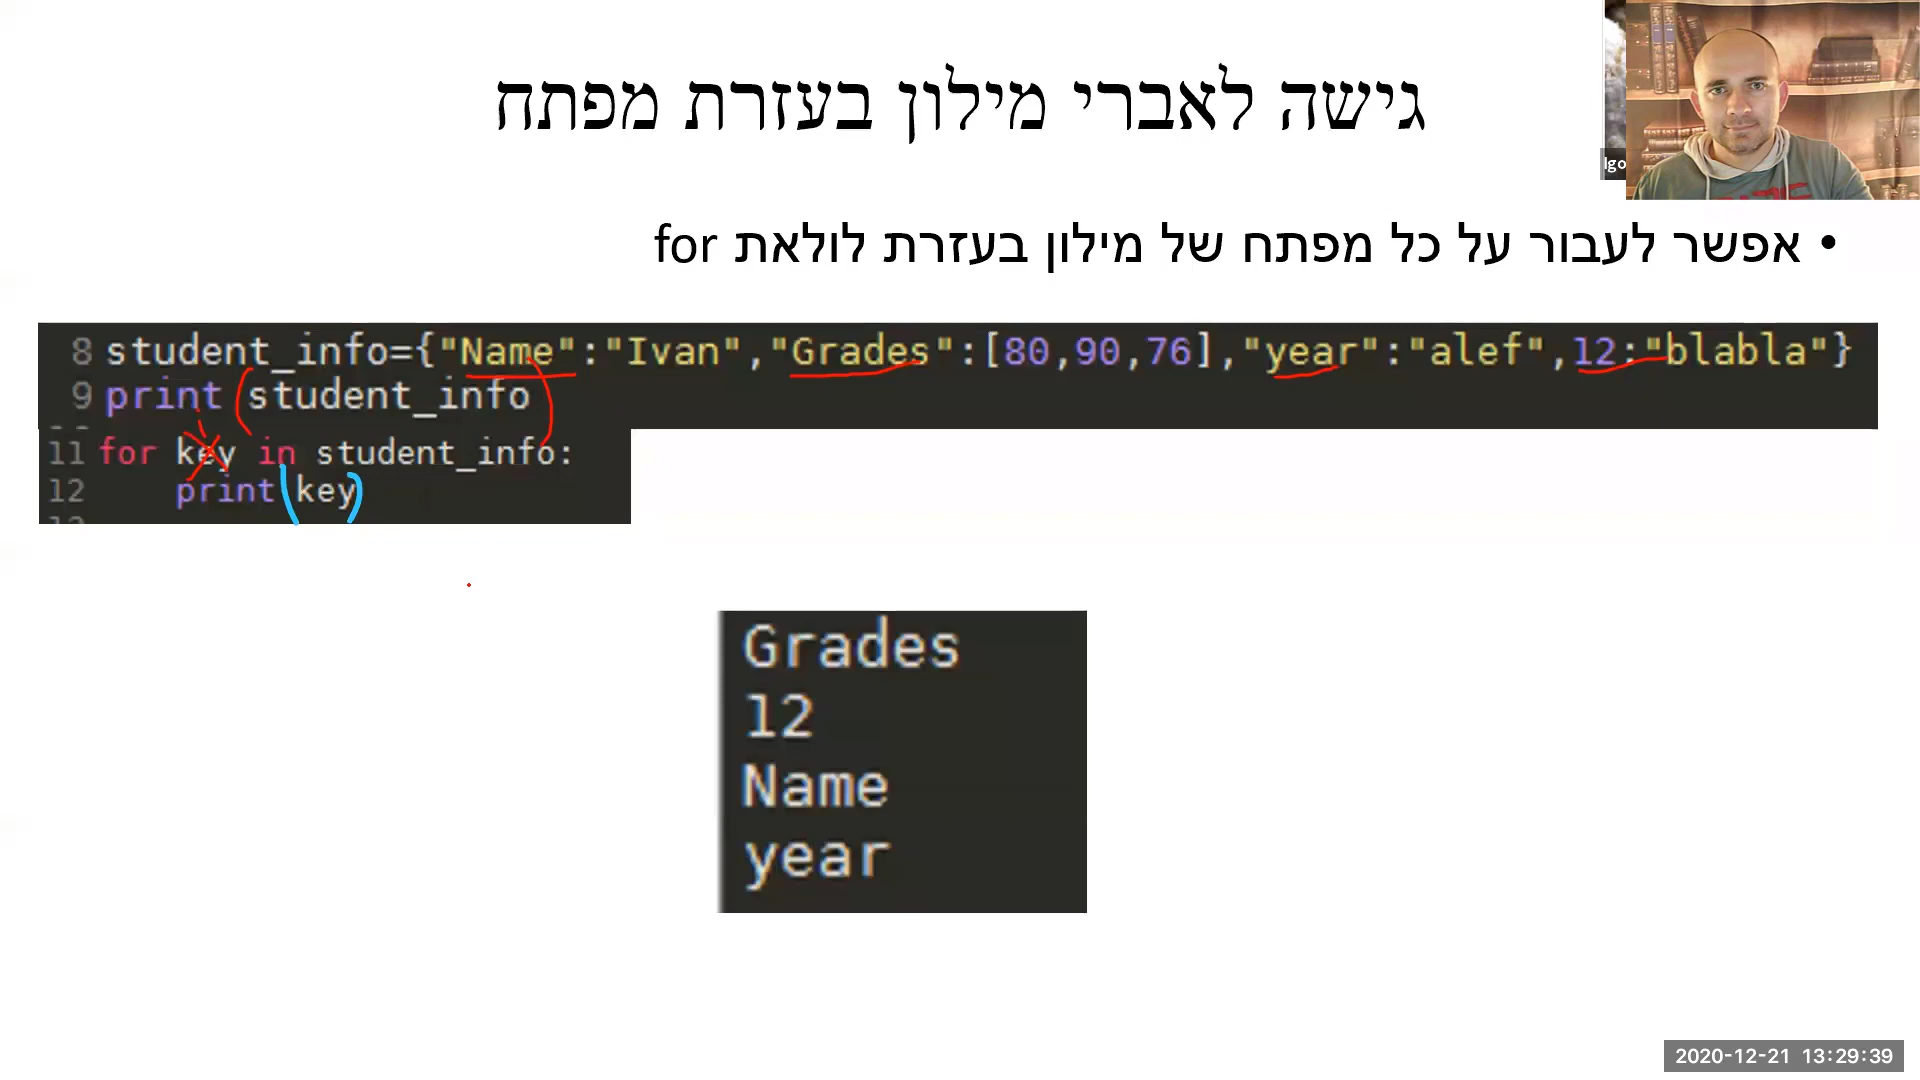 גישה לאברי מילון בעזרת מפתח
Igo
• אפשר לעבור על כל מפתח של מילון בעזרת לולאת for
8 student_info={"Name":"Ivan","Grades":[80,90,76],"year":"alef",12:"blabla"}
9 print (student_info)
11 for key in student_info:
12 print (key)
Grades
12
Name
year
2020-12-21 13:29:39